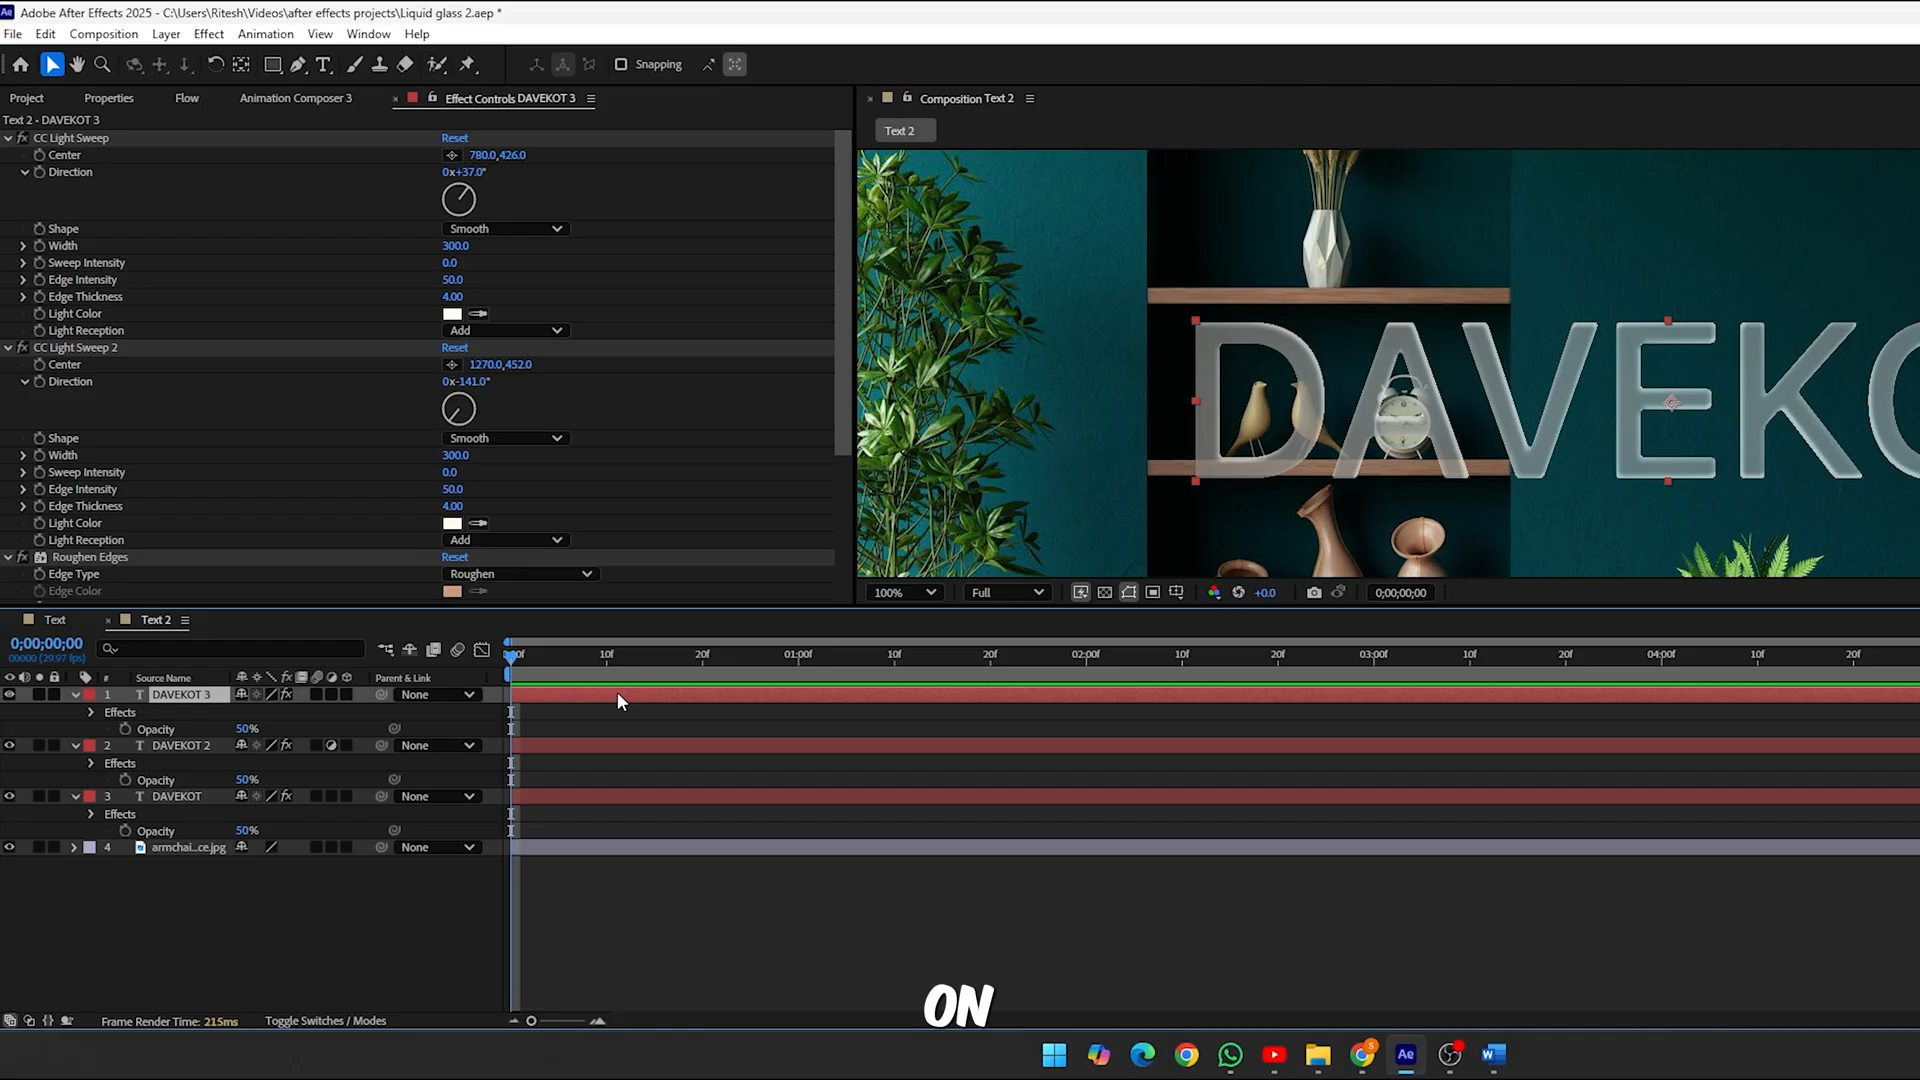 Ae Adobe After Effects 2025 - C:\Users\Ritesh\Videos\after effects projects\Liquid glass 2.aep *
File Edit Composition Layer Effect Animation View Window Help
Snapping
Project Properties Flow Animation Composer 3 × Effect Controls DAVEKOT 3
× Composition Text 2
Text 2 • DAVEKOT 3
Text 2
fx CC Light Sweep Reset
Center 780.0,426.0
Direction 0x+37.0°
Shape Smooth
Width 300.0
Sweep Intensity 0.0
Edge Intensity 50.0
Edge Thickness 4.00
Light Color
Light Reception Add
fx CC Light Sweep 2 Reset
Center 1270.0,452.0
Direction 0x-141.0°
Shape Smooth
Width 300.0
Sweep Intensity 0.0
Edge Intensity 50.0
Edge Thickness 4.00
Light Color
Light Reception Add
fx Roughen Edges Reset
Edge Type Roughen
Edge Color
DAVEKO
100% Full +0.0 0;00;00;00
Text × Text 2
0;00;00;00
00000 (29.97 fps)
10f 20f 01:00f 10f 20f 02:00f 10f 20f 03:00f 10f 20f 04:00f 10f 20f
# Source Name fx Parent & Link
1 T DAVEKOT 3 fx None
Effects
Opacity 50%
2 T DAVEKOT 2 fx None
Effects
Opacity 50%
3 T DAVEKOT fx None
Effects
Opacity 50%
4 armchai...ce.jpg None
ON
Frame Render Time: 215ms Toggle Switches / Modes
S
Ae
W